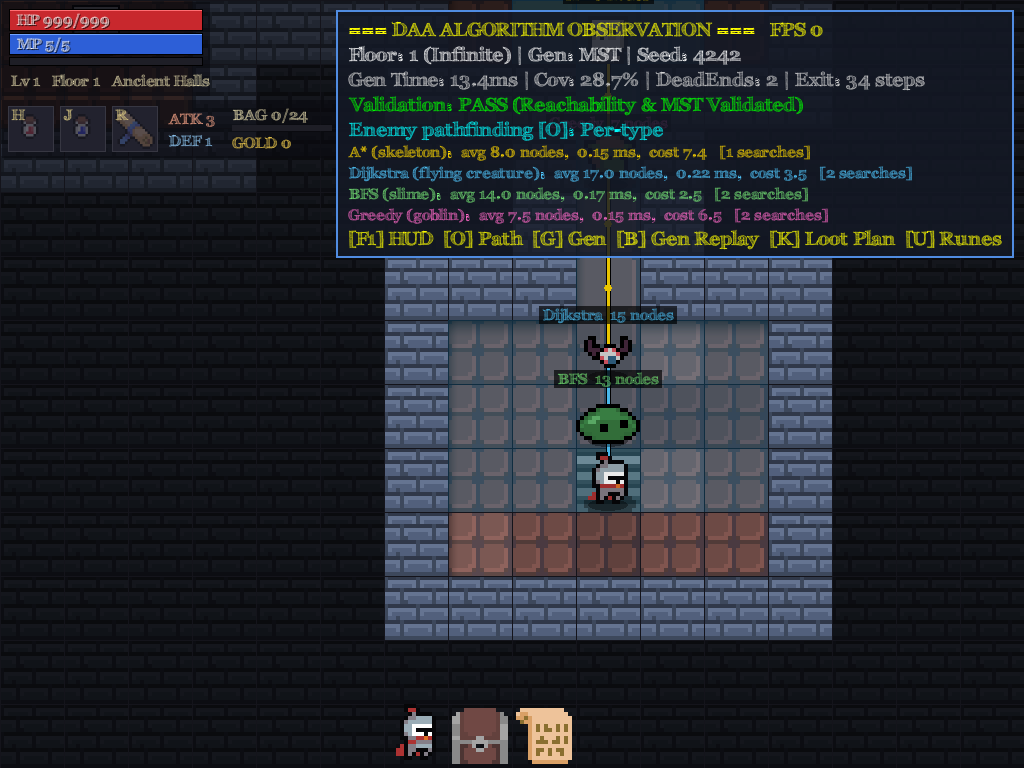 HP 999/999
MP 5/5
Lv 1 Floor 1 Ancient Halls
H J R
ATK 3 BAG 0/24
DEF 1 GOLD 0
=== DAA ALGORITHM OBSERVATION === FPS 0
Floor: 1 (Infinite) | Gen: MST | Seed: 4242
Gen Time: 13.4ms | Cov: 28.7% | DeadEnds: 2 | Exit: 34 steps
Validation: PASS (Reachability & MST Validated)
Enemy pathfinding [O]: Per-type
A* (skeleton): avg 8.0 nodes, 0.15 ms, cost 7.4 [1 searches]
Dijkstra (flying creature): avg 17.0 nodes, 0.22 ms, cost 3.5 [2 searches]
BFS (slime): avg 14.0 nodes, 0.17 ms, cost 2.5 [2 searches]
Greedy (goblin): avg 7.5 nodes, 0.15 ms, cost 6.5 [2 searches]
[F1] HUD [O] Path [G] Gen [B] Gen Replay [K] Loot Plan [U] Runes
Dijkstra 15 nodes
BFS 13 nodes